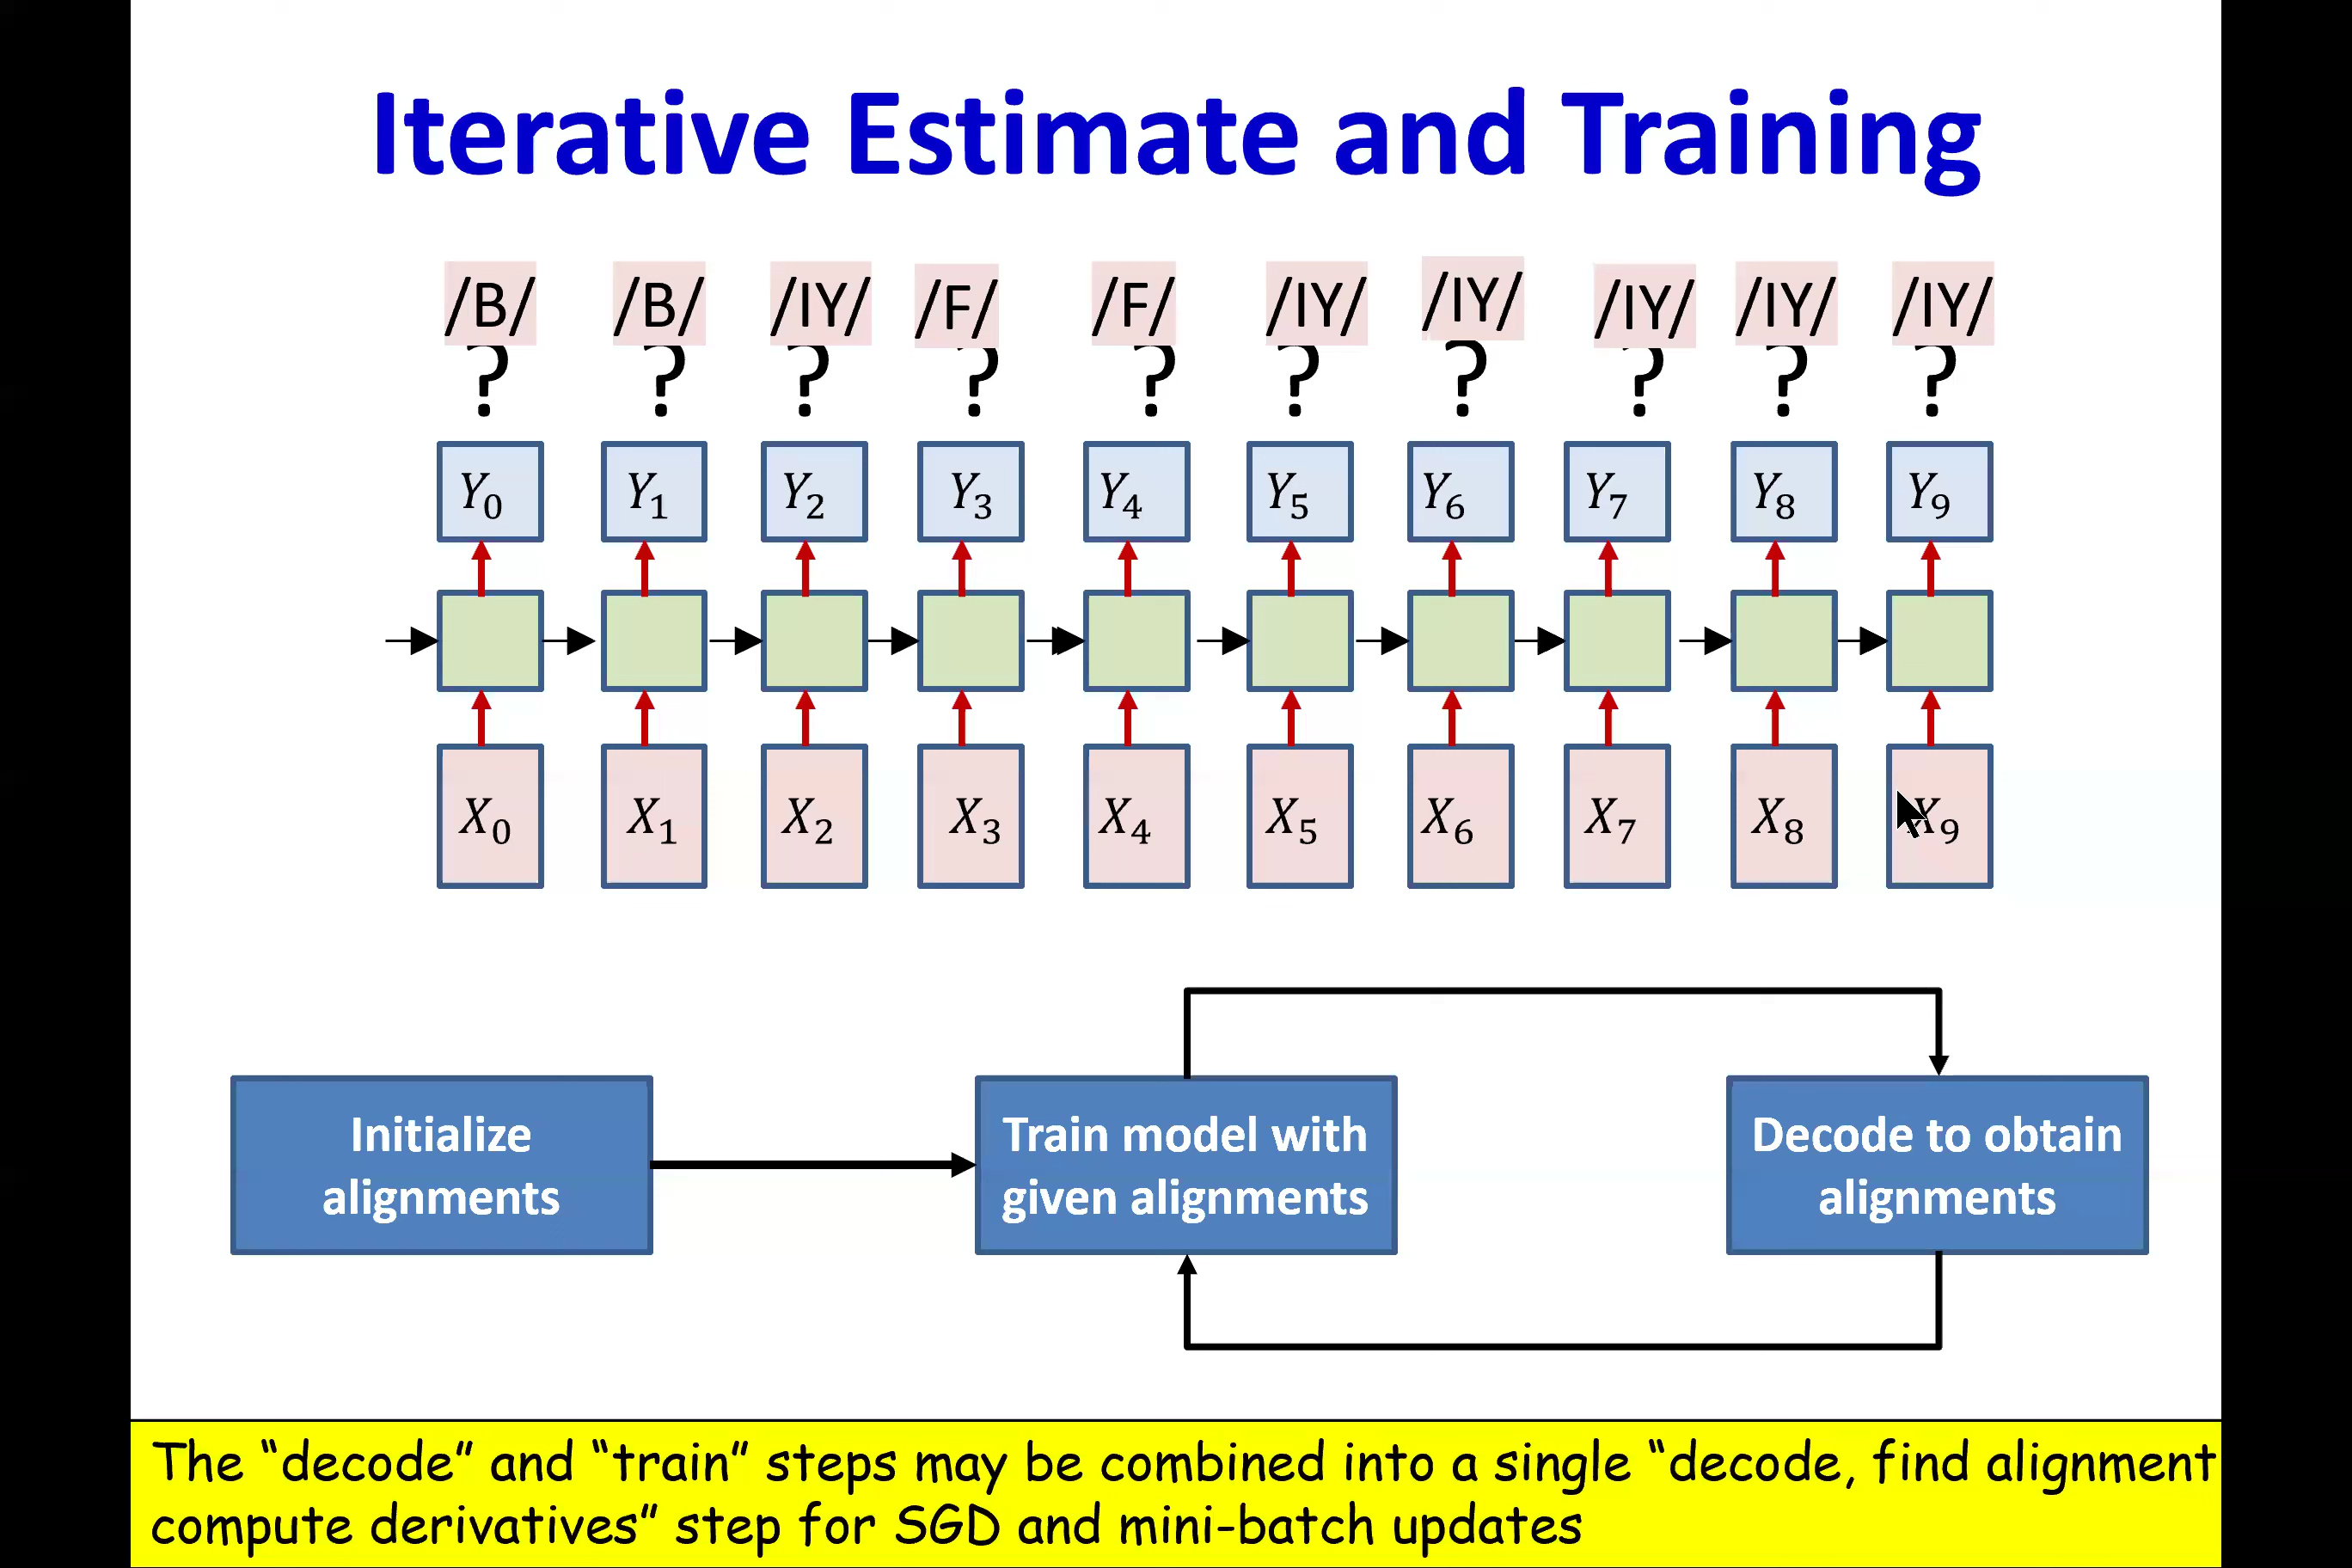 Iterative Estimate and Training
/B/ /B/ /IY/ /F/ /F/ /IY/ /IY/ /IY/ /IY/ /IY/
? ? ? ? ? ? ? ? ? ?
Y0 Y1 Y2 Y3 Y4 Y5 Y6 Y7 Y8 Y9
X0 X1 X2 X3 X4 X5 X6 X7 X8 X9
Initialize
alignments
Train model with
given alignments
Decode to obtain
alignments
The “decode” and “train” steps may be combined into a single “decode, find alignment
compute derivatives” step for SGD and mini-batch updates